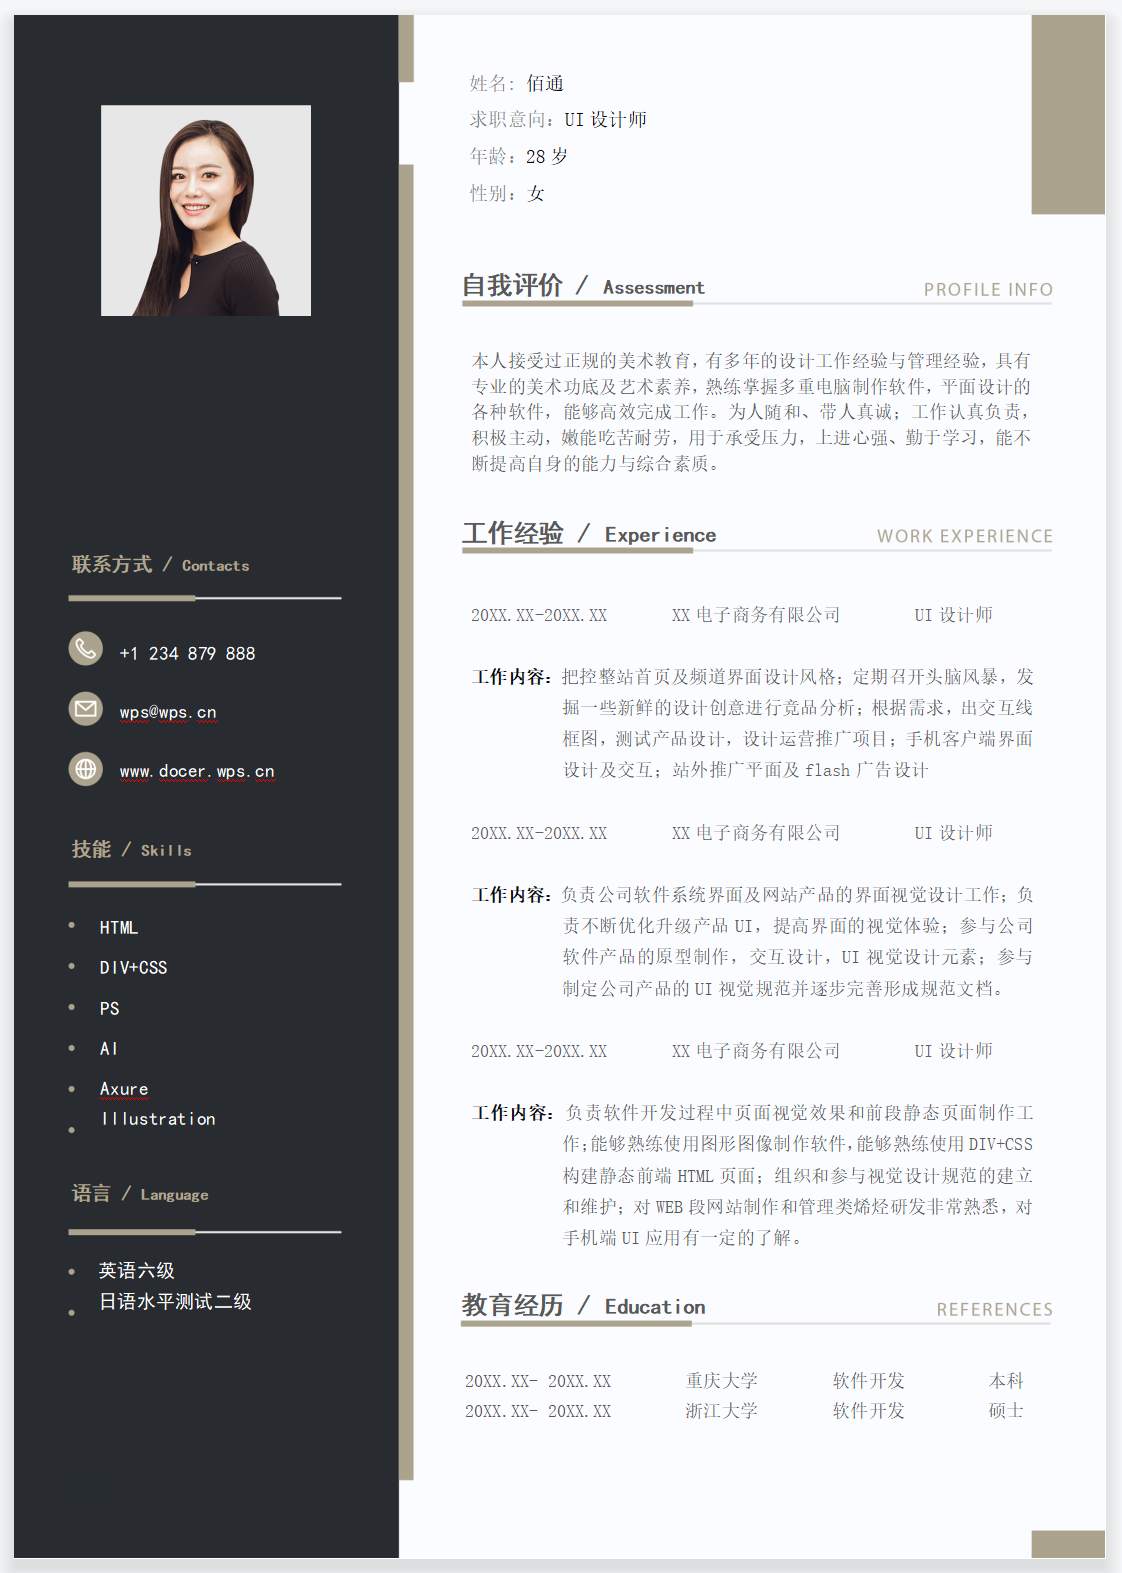 姓名: 佰通
求职意向：UI 设计师
年龄：28 岁
性别：女
自我评价 / Assessment
PROFILE INFO
本人接受过正规的美术教育，有多年的设计工作经验与管理经验，具有
专业的美术功底及艺术素养，熟练掌握多重电脑制作软件，平面设计的
各种软件，能够高效完成工作。为人随和、带人真诚；工作认真负责，
积极主动，嫩能吃苦耐劳，用于承受压力，上进心强、勤于学习，能不
断提高自身的能力与综合素质。
工作经验 / Experience
WORK EXPERIENCE
20XX.XX-20XX.XX XX 电子商务有限公司 UI 设计师
工作内容：把控整站首页及频道界面设计风格；定期召开头脑风暴，发
掘一些新鲜的设计创意进行竞品分析；根据需求，出交互线
框图，测试产品设计，设计运营推广项目；手机客户端界面
设计及交互；站外推广平面及 flash 广告设计
20XX.XX-20XX.XX XX 电子商务有限公司 UI 设计师
工作内容：负责公司软件系统界面及网站产品的界面视觉设计工作；负
责不断优化升级产品 UI，提高界面的视觉体验；参与公司
软件产品的原型制作，交互设计，UI 视觉设计元素；参与
制定公司产品的 UI 视觉规范并逐步完善形成规范文档。
20XX.XX-20XX.XX XX 电子商务有限公司 UI 设计师
工作内容：负责软件开发过程中页面视觉效果和前段静态页面制作工
作;能够熟练使用图形图像制作软件,能够熟练使用 DIV+CSS
构建静态前端 HTML 页面；组织和参与视觉设计规范的建立
和维护；对 WEB 段网站制作和管理类烯烃研发非常熟悉，对
手机端 UI 应用有一定的了解。
教育经历 / Education
REFERENCES
20XX.XX- 20XX.XX 重庆大学 软件开发 本科
20XX.XX- 20XX.XX 浙江大学 软件开发 硕士
联系方式 / Contacts
+1 234 879 888
wps@wps.cn
www.docer.wps.cn
技能 / Skills
HTML
DIV+CSS
PS
AI
Axure
Illustration
语言 / Language
英语六级
日语水平测试二级